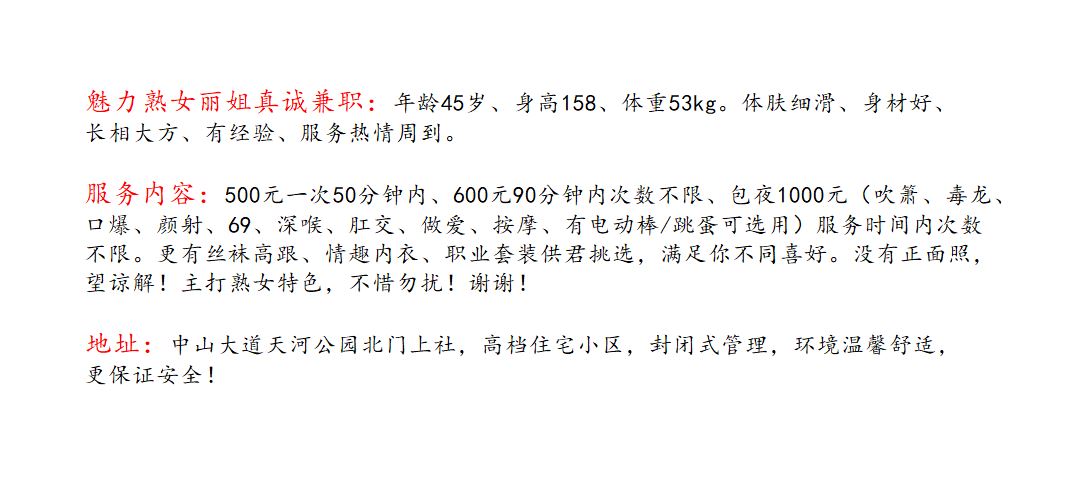 魅力熟女丽姐真诚兼职：年龄45岁、身高158、体重53kg。体肤细滑、身材好、
长相大方、有经验、服务热情周到。
服务内容：500元一次50分钟内、600元90分钟内次数不限、包夜1000元（吹箫、毒龙、
口爆、颜射、69、深喉、肛交、做爱、按摩、有电动棒/跳蛋可选用）服务时间内次数
不限。更有丝袜高跟、情趣内衣、职业套装供君挑选，满足你不同喜好。没有正面照，
望谅解！主打熟女特色，不惜勿扰！谢谢！
地址：中山大道天河公园北门上社，高档住宅小区，封闭式管理，环境温馨舒适，
更保证安全！